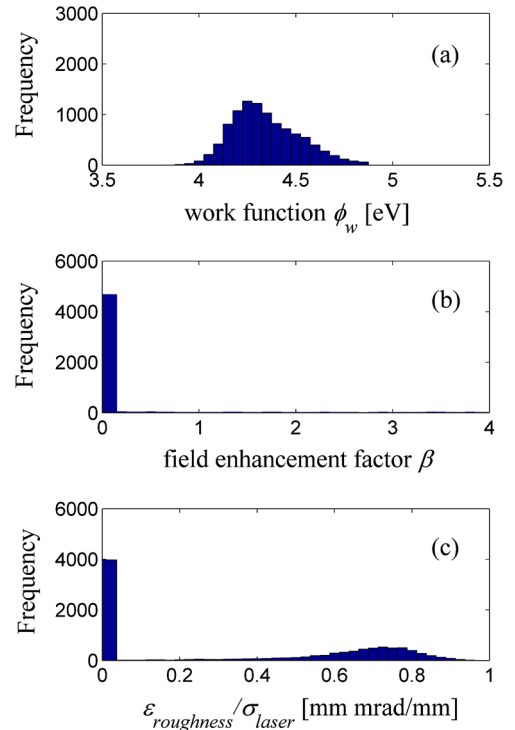 3000
2000
1000
0
Frequency
(a)
3.5 4 4.5 5 5.5
work function ϕw [eV]
6000
4000
2000
0
Frequency
(b)
0 1 2 3 4
field enhancement factor β
6000
4000
2000
0
Frequency
(c)
0 0.2 0.4 0.6 0.8 1
εroughness/σlaser [mm mrad/mm]